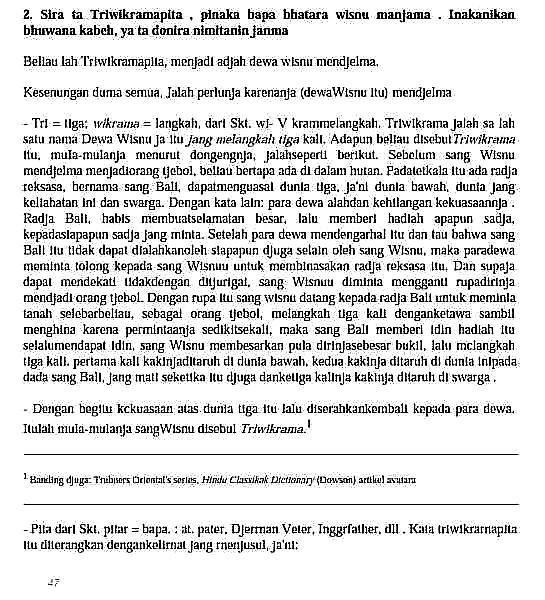 2. Sira ta Triwikramapita , pinaka bapa bhatara wisnu manjama . Inakanikan
bhuwana kabeh, ya ta donira nimitanin janma
Beliau lah Triwikramapita, menjadi adjah dewa wisnu mendjelma.
Kesenungan duma semua, Jalah perlunja karenanja (dewaWisnu itu) mendjelma
- Tri = tiga; wikrama = langkah, dari Skt. wj- V krammelangkah. Triwikrama jalah sa lah
satu nama Dewa Wisnu ja itu jang melangkah tiga kali. Adapun beliau disebut Triwikrama
itu, mula-mulanja menurut dongengnja, jalahseperti berikut. Sebelum sang Wisnu
mendjelma menjadiorang tjebol, beliau bertapa ada di dalam hutan. Padatetkala itu ada radja
reksasa, bernama sang Bali, dapatmenguasai dunia tiga, ja'ni dunia bawah, dunia jang
keliahatan ini dan swarga. Dengan kata lain: para dewa alahdan kehilangan kekuasaannja .
Radja Bali, habis membuatselamatan besar, lalu memberi hadiah apapun sadja,
kepadasiapapun sadja jang minta. Setelah para dewa mendengarhal itu dan tau bahwa sang
Bali itu tidak dapat dialahkanoleh siapapun djuga selain oleh sang Wisnu, maka paradewa
meminta tolong kepada sang Wisnuu untuk membinasakan radja reksasa itu. Dan supaja
dapat mendekati tidakdengan ditjurigai, sang Wisnuu diminta mengganti rupadirinja
mendjadi orang tjebol. Dengan rupa itu sang wisnu datang kepada radja Bali untuk meminia
tanah selebarbeliau, sebagai orang tjebol, melangkah tiga kali denganketawa sambil
menghina karena permintaanja sedikitsekali, maka sang Bali memberi idin hadiah itu
selalumendapat idin, sang Wisnu membesarkan pula dirinjasebesar bukil, lalu melangkah
tiga kali. pertama kali kakinjaditaruh di dunia bawah, kedua kakinja ditaruh di dunia inipada
dada sang Bali, jang mati seketika itu djuga danketiga kalinja kakinja ditaruh di swarga .
- Dengan begitu kckuasaan atas dunia tiga itu lalu diserahkankembali kepada para dewa.
Itulah mula-mulanja sangWisnu disebul Triwikrama.1
1 Banding djuga: Trubners Oriental's series, Hindu Classikak Dictionary (Dowson) artikel avatara
- Pita dari Skt. pitar = bapa. : at. pater, Djerman Veter, Inggrfather, dll . Kata triwikrarnapita
itu diterangkan dengankelirnat jang rnenjusul, ja'ni:
47